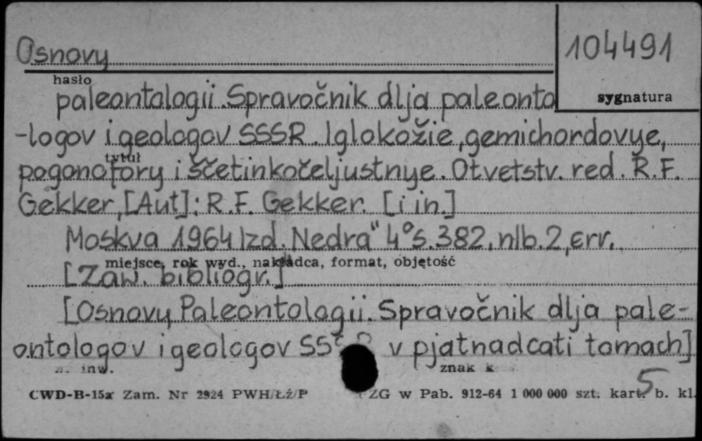 Osnovy
104491
hasło
sygnatura
paleontologii. Spravočnik dlja paleonto
-logov i geologov SSSR. Iglokožie, gemichordovye,
tytuł
pogonofory i ščetinkočeljustnye. Otvetstv. red. R.F.
Gekker, [Aut]: R.F. Gekker. [i in.]
Moskva 1964 Izd. Nedra" 4° s. 382, nlb. 2, err.
miejsce, rok wyd., nakładca, format, objętość
[Zaw. bibliogr.]
[Osnovy Paleontologii. Spravočnik dlja pale-
ontologov i geologov SS R v pjatnadcati tomach]
n. inw.
znak k
5
CWD-B-15a Zam. Nr 2924 PWH/Łż/P ZG w Pab. 912-64 1 000 000 szt. kart. b. kl.